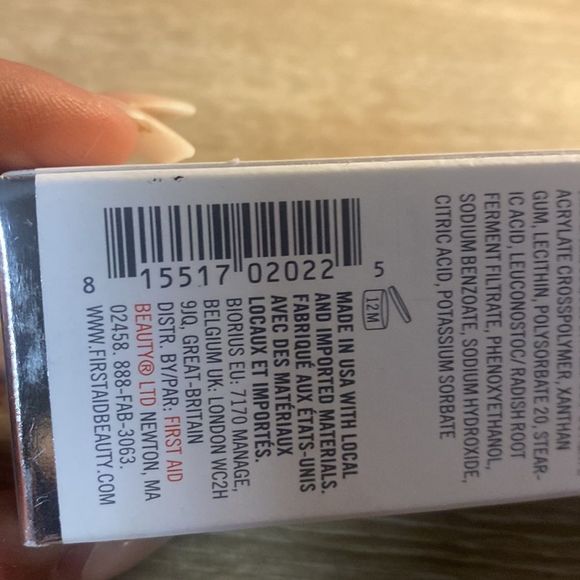 ACRYLATE CROSSPOLYMER, XANTHAN
GUM, LECITHIN, POLYSORBATE 20, STEAR-
IC ACID, LEUCONOSTOC/ RADISH ROOT
FERMENT FILTRATE, PHENOXYETHANOL,
SODIUM BENZOATE, SODIUM HYDROXIDE,
CITRIC ACID, POTASSIUM SORBATE
12M
MADE IN USA WITH LOCAL
AND IMPORTED MATERIALS.
FABRIQUÉ AUX ÉTATS-UNIS
AVEC DES MATÉRIAUX
LOCAUX ET IMPORTÉS.
BIORIUS EU: 7170 MANAGE,
BELGIUM UK: LONDON WC2H
9JQ, GREAT-BRITAIN
DISTR. BY/PAR: FIRST AID
BEAUTY® LTD NEWTON, MA
02458. 888-FAB-3063.
WWW.FIRSTAIDBEAUTY.COM
8 15517 02022 5